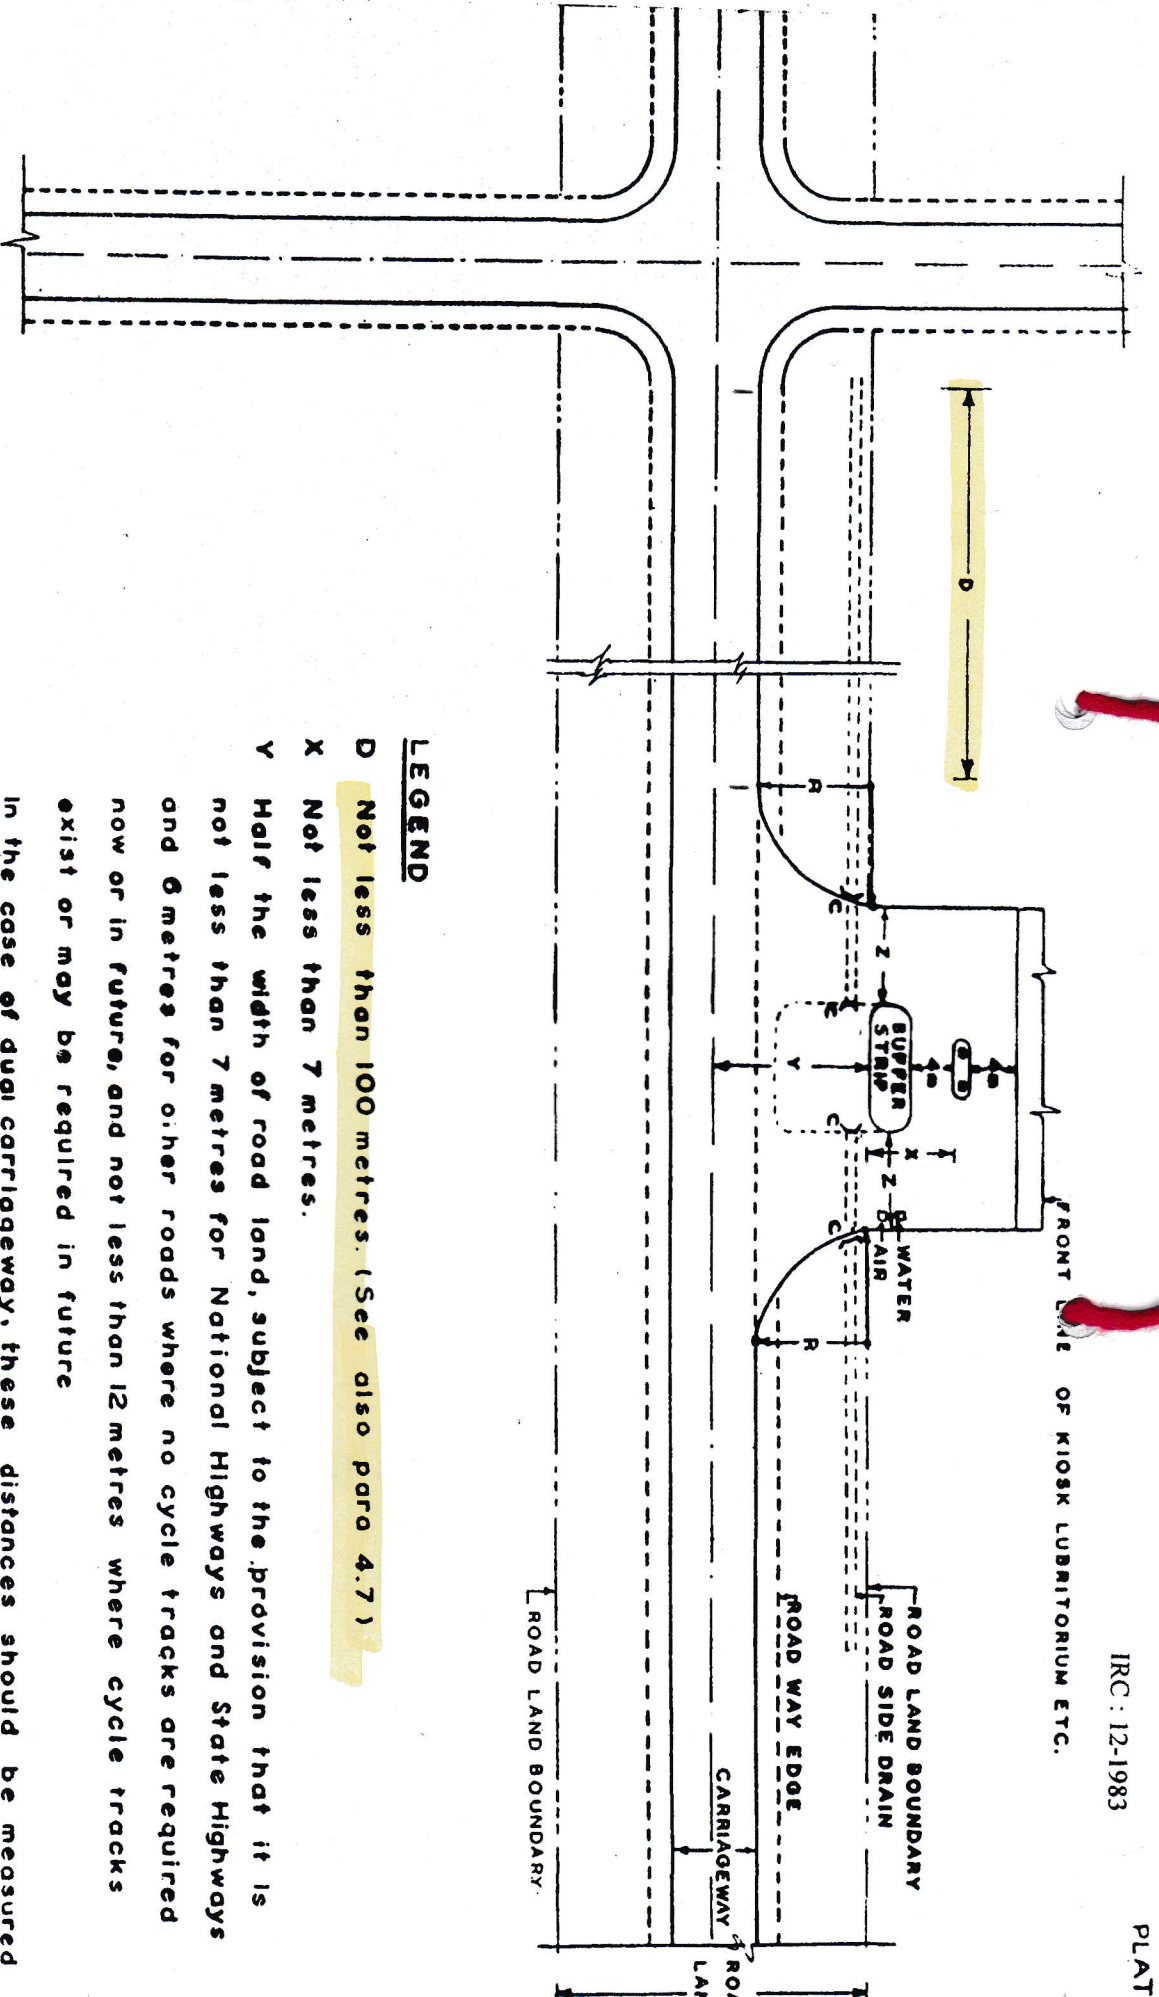 IRC : 12-1983
PLAT
FRONT LINE OF KIOSK LUBRITORIUM ETC.
D
R
C
Z
C
BUFFER
STRIP
Y
C
X
Z
C
WATER
AIR
R
ROAD LAND BOUNDARY
ROAD SIDE DRAIN
ROAD WAY EDGE
CARRIAGEWAY
ROA
LAN
ROAD LAND BOUNDARY
LEGEND
D Not less than 100 metres. (See also para 4.7)
X Not less than 7 metres.
Y Half the width of road land, subject to the provision that it is
not less than 7 metres for National Highways and State Highways
and 6 metres for other roads where no cycle tracks are required
now or in future, and not less than 12 metres where cycle tracks
exist or may be required in future
In the case of dual carriageway, these distances should be measured